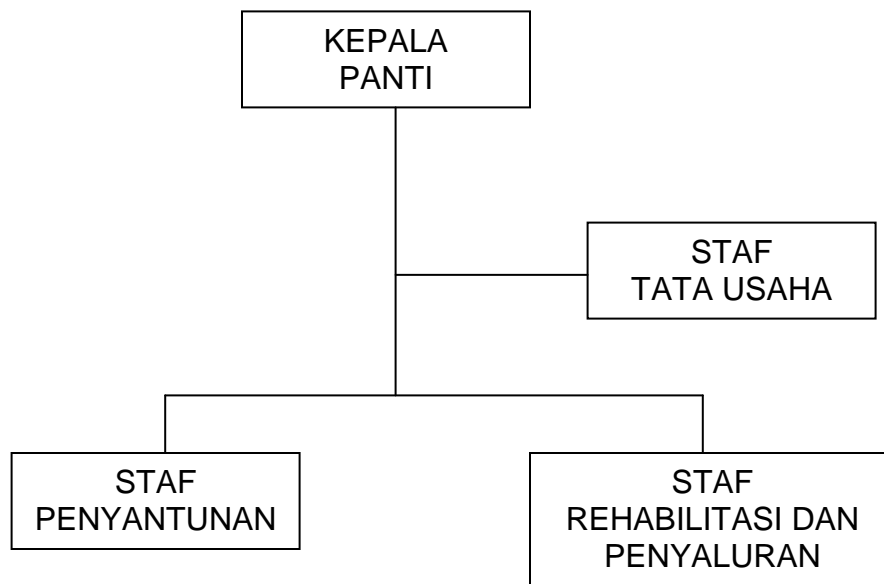 KEPALA
PANTI
STAF
TATA USAHA
STAF
PENYANTUNAN
STAF
REHABILITASI DAN
PENYALURAN